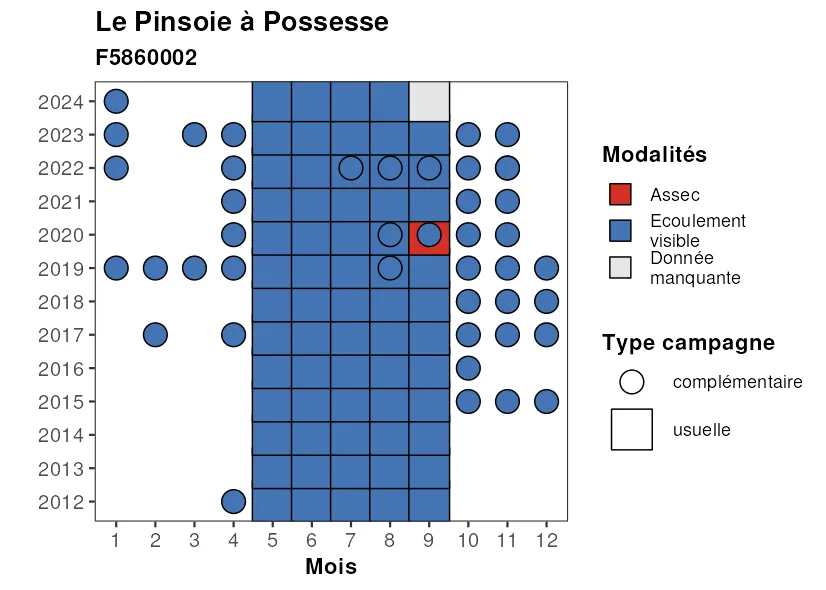 Le Pinsoie à Possesse
F5860002
2024
2023
2022
2021
2020
2019
2018
2017
2016
2015
2014
2013
2012
1 2 3 4 5 6 7 8 9 10 11 12
Mois
Modalités
Assec
Ecoulement
visible
Donnée
manquante
Type campagne
complémentaire
usuelle